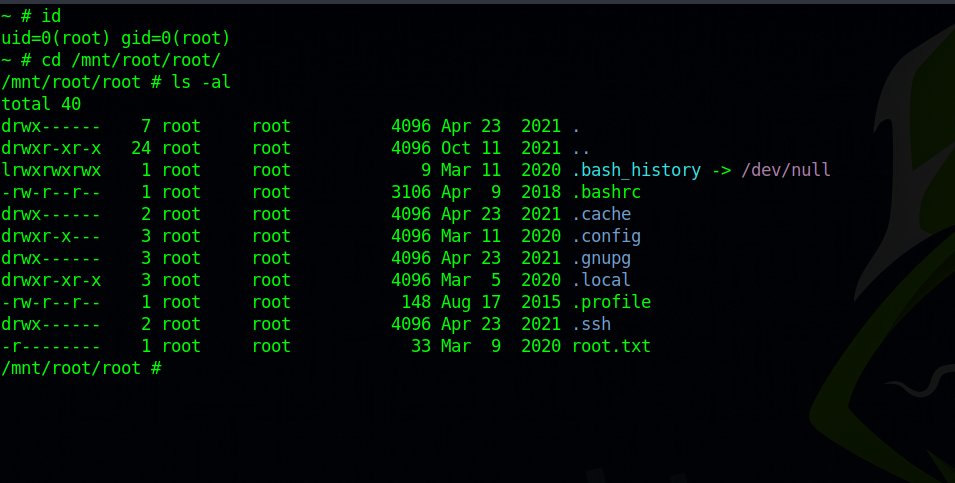 ~ # id
uid=0(root) gid=0(root)
~ # cd /mnt/root/root/
/mnt/root/root # ls -al
total 40
drwx------    7 root     root          4096 Apr 23  2021 .
drwxr-xr-x   24 root     root          4096 Oct 11  2021 ..
lrwxrwxrwx    1 root     root             9 Mar 11  2020 .bash_history -> /dev/null
-rw-r--r--    1 root     root          3106 Apr  9  2018 .bashrc
drwx------    2 root     root          4096 Apr 23  2021 .cache
drwxr-x---    3 root     root          4096 Mar 11  2020 .config
drwx------    3 root     root          4096 Apr 23  2021 .gnupg
drwxr-xr-x    3 root     root          4096 Mar  5  2020 .local
-rw-r--r--    1 root     root           148 Aug 17  2015 .profile
drwx------    2 root     root          4096 Apr 23  2021 .ssh
-r--------    1 root     root            33 Mar  9  2020 root.txt
/mnt/root/root #